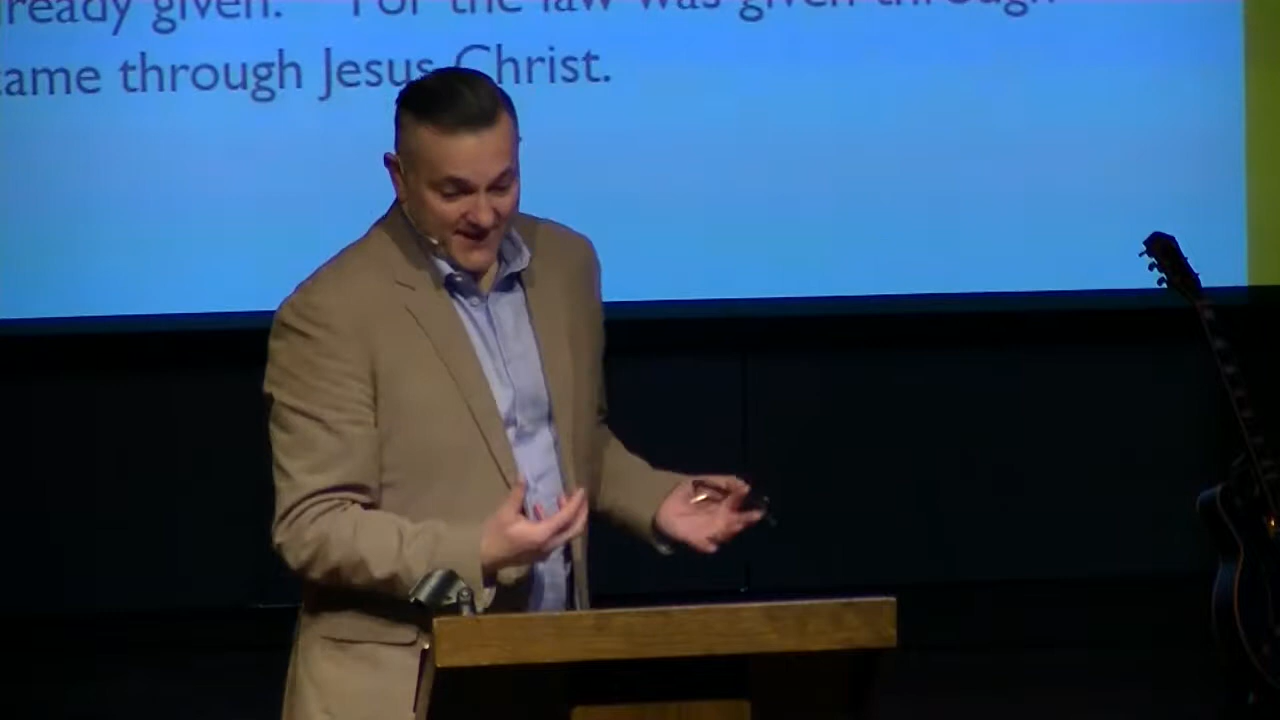 ready given. For the law was given through
came through Jesus Christ.